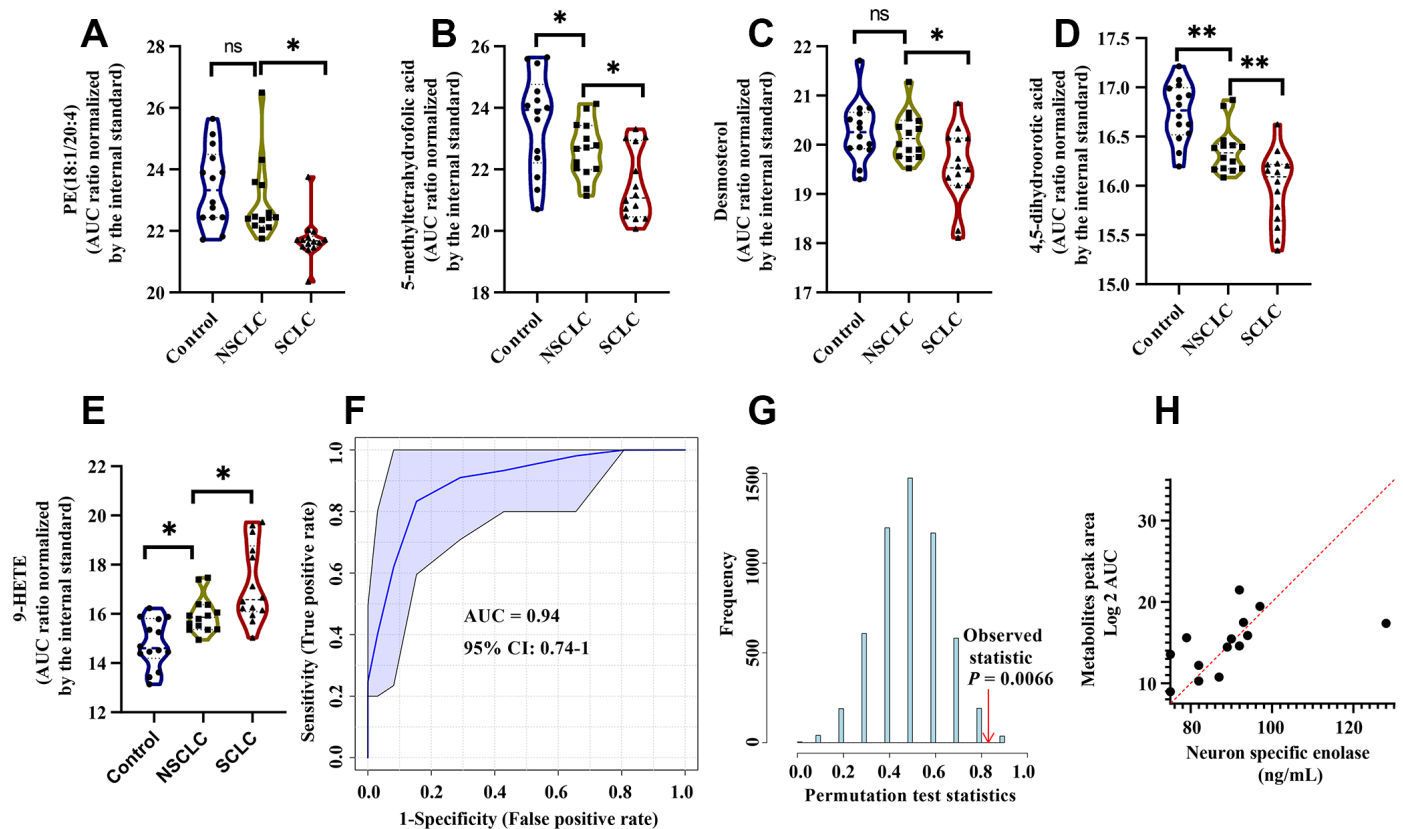 A
PE(18:1/20:4)
(AUC ratio normalized
by the internal standard)
28
26
24
22
20
ns
*
Control
NSCLC
SCLC
B
5-methyltetrahydrofolic acid
(AUC ratio normalized
by the internal standard)
26
24
22
20
18
*
*
Control
NSCLC
SCLC
C
Desmosterol
(AUC ratio normalized
by the internal standard)
22
21
20
19
18
17
ns
*
Control
NSCLC
SCLC
D
4,5-dihydroorotic acid
(AUC ratio normalized
by the internal standard)
17.5
17.0
16.5
16.0
15.5
15.0
**
**
Control
NSCLC
SCLC
E
9-HETE
(AUC ratio normalized
by the internal standard)
22
20
18
16
14
12
*
*
Control
NSCLC
SCLC
F
Sensitivity (True positive rate)
1.0
0.8
0.6
0.4
0.2
0.0
AUC = 0.94
95% CI: 0.74-1
0.0 0.2 0.4 0.6 0.8 1.0
1-Specificity (False positive rate)
G
Frequency
1500
1000
500
0
Observed
statistic
P = 0.0066
0.0 0.2 0.4 0.6 0.8 1.0
Permutation test statistics
H
Metabolites peak area
Log 2 AUC
30
20
10
80 100 120
Neuron specific enolase
(ng/mL)